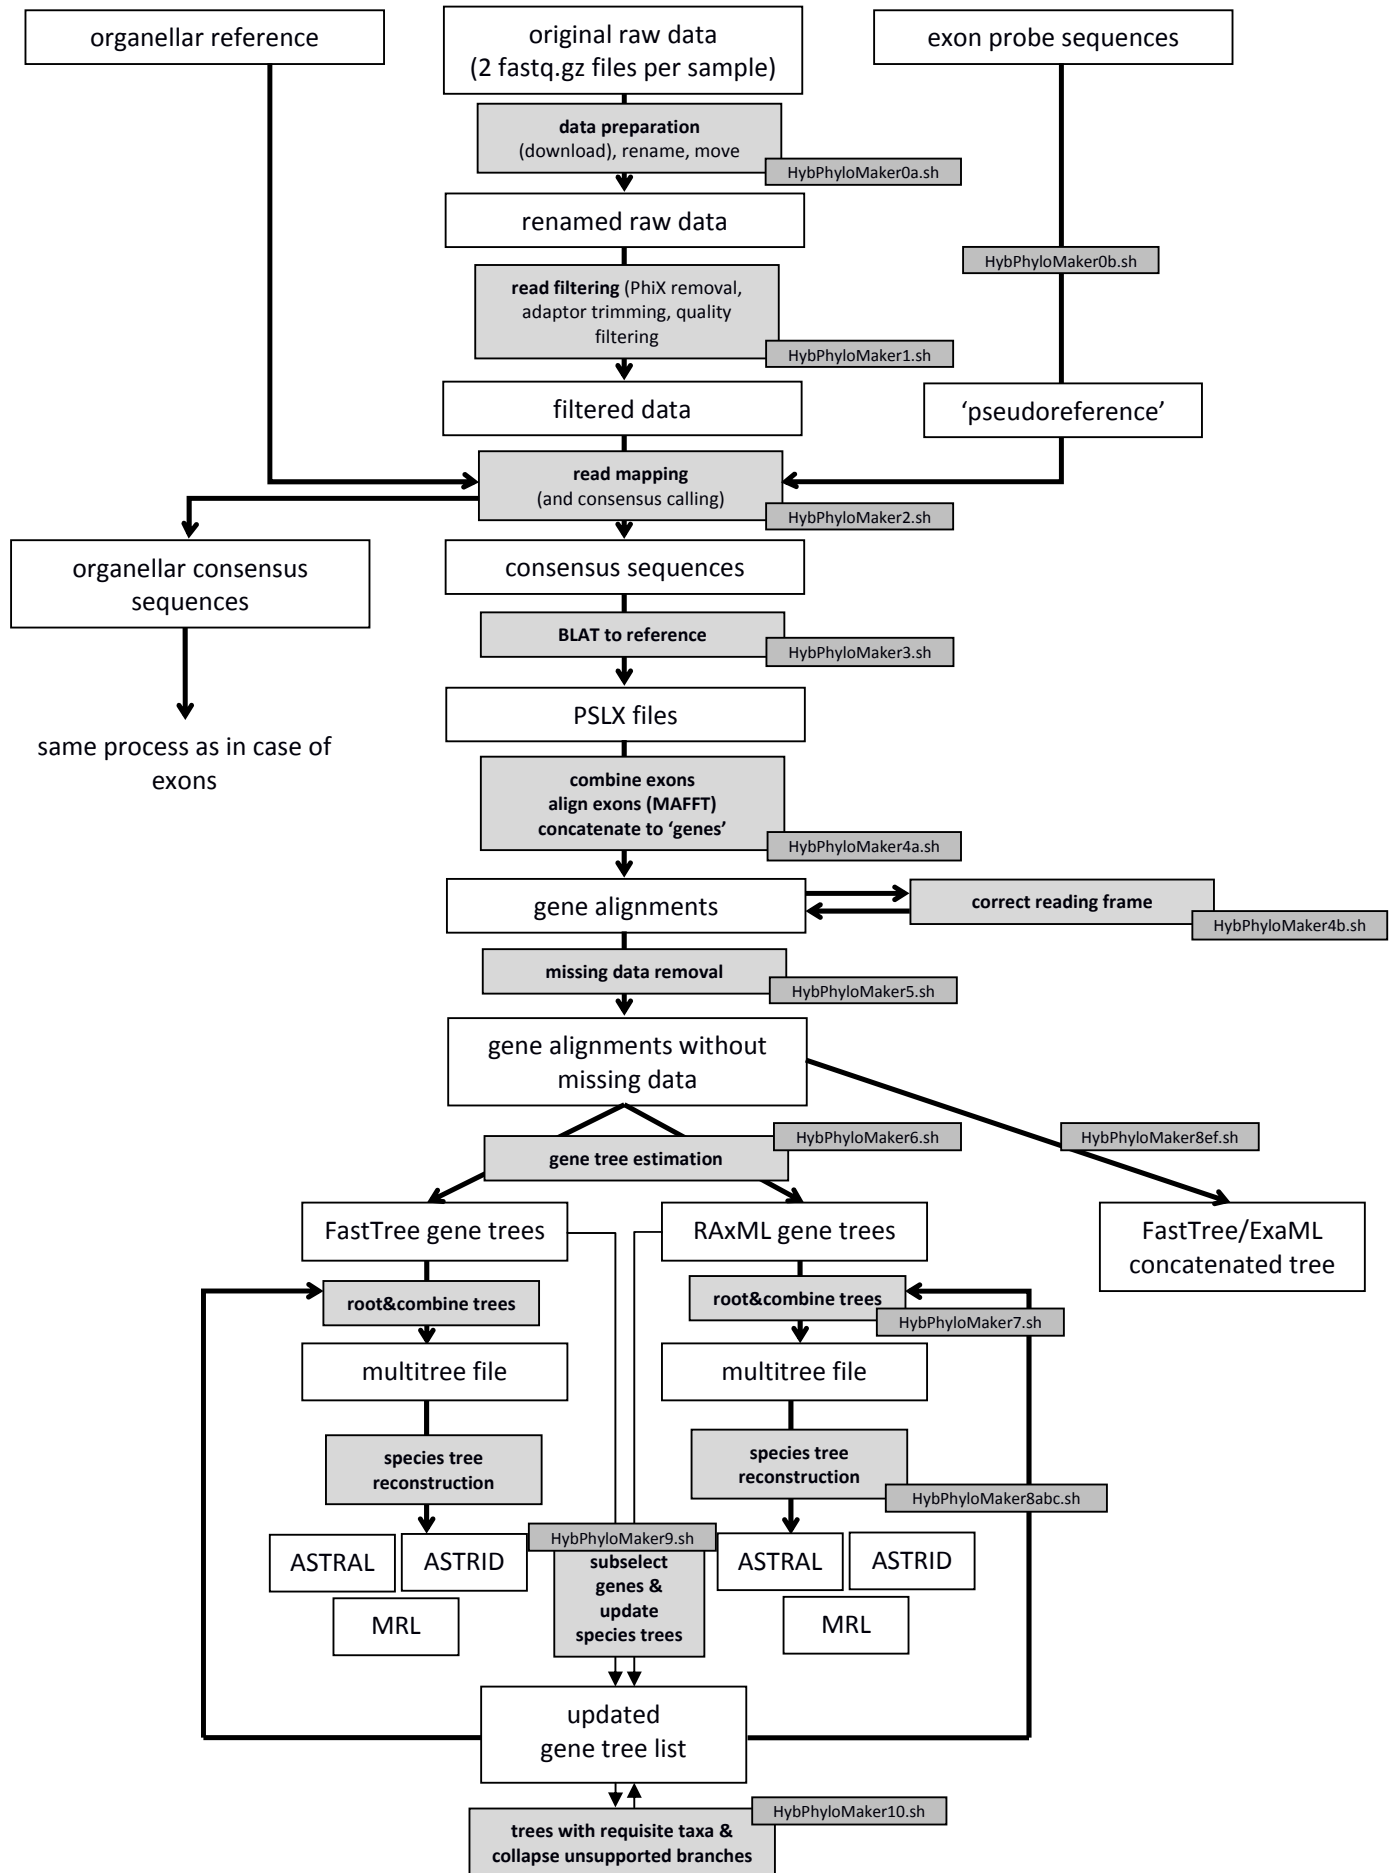 organellar reference
original raw data
(2 fastq.gz files per sample)
exon probe sequences
data preparation
(download), rename, move
HybPhyloMaker0a.sh
renamed raw data
HybPhyloMaker0b.sh
read filtering (PhiX removal,
adaptor trimming, quality
filtering
HybPhyloMaker1.sh
filtered data
‘pseudoreference’
read mapping
(and consensus calling)
HybPhyloMaker2.sh
organellar consensus
sequences
consensus sequences
BLAT to reference
HybPhyloMaker3.sh
PSLX files
same process as in case of
exons
combine exons
align exons (MAFFT)
concatenate to ‘genes’
HybPhyloMaker4a.sh
gene alignments
correct reading frame
HybPhyloMaker4b.sh
missing data removal
HybPhyloMaker5.sh
gene alignments without
missing data
HybPhyloMaker6.sh
HybPhyloMaker8ef.sh
gene tree estimation
FastTree gene trees
RAxML gene trees
FastTree/ExaML
concatenated tree
root&combine trees
root&combine trees
HybPhyloMaker7.sh
multitree file
multitree file
species tree
reconstruction
species tree
reconstruction
HybPhyloMaker8abc.sh
ASTRAL
ASTRID
MRL
HybPhyloMaker9.sh
subselect
genes &
update
species trees
ASTRAL
ASTRID
MRL
updated
gene tree list
HybPhyloMaker10.sh
trees with requisite taxa &
collapse unsupported branches